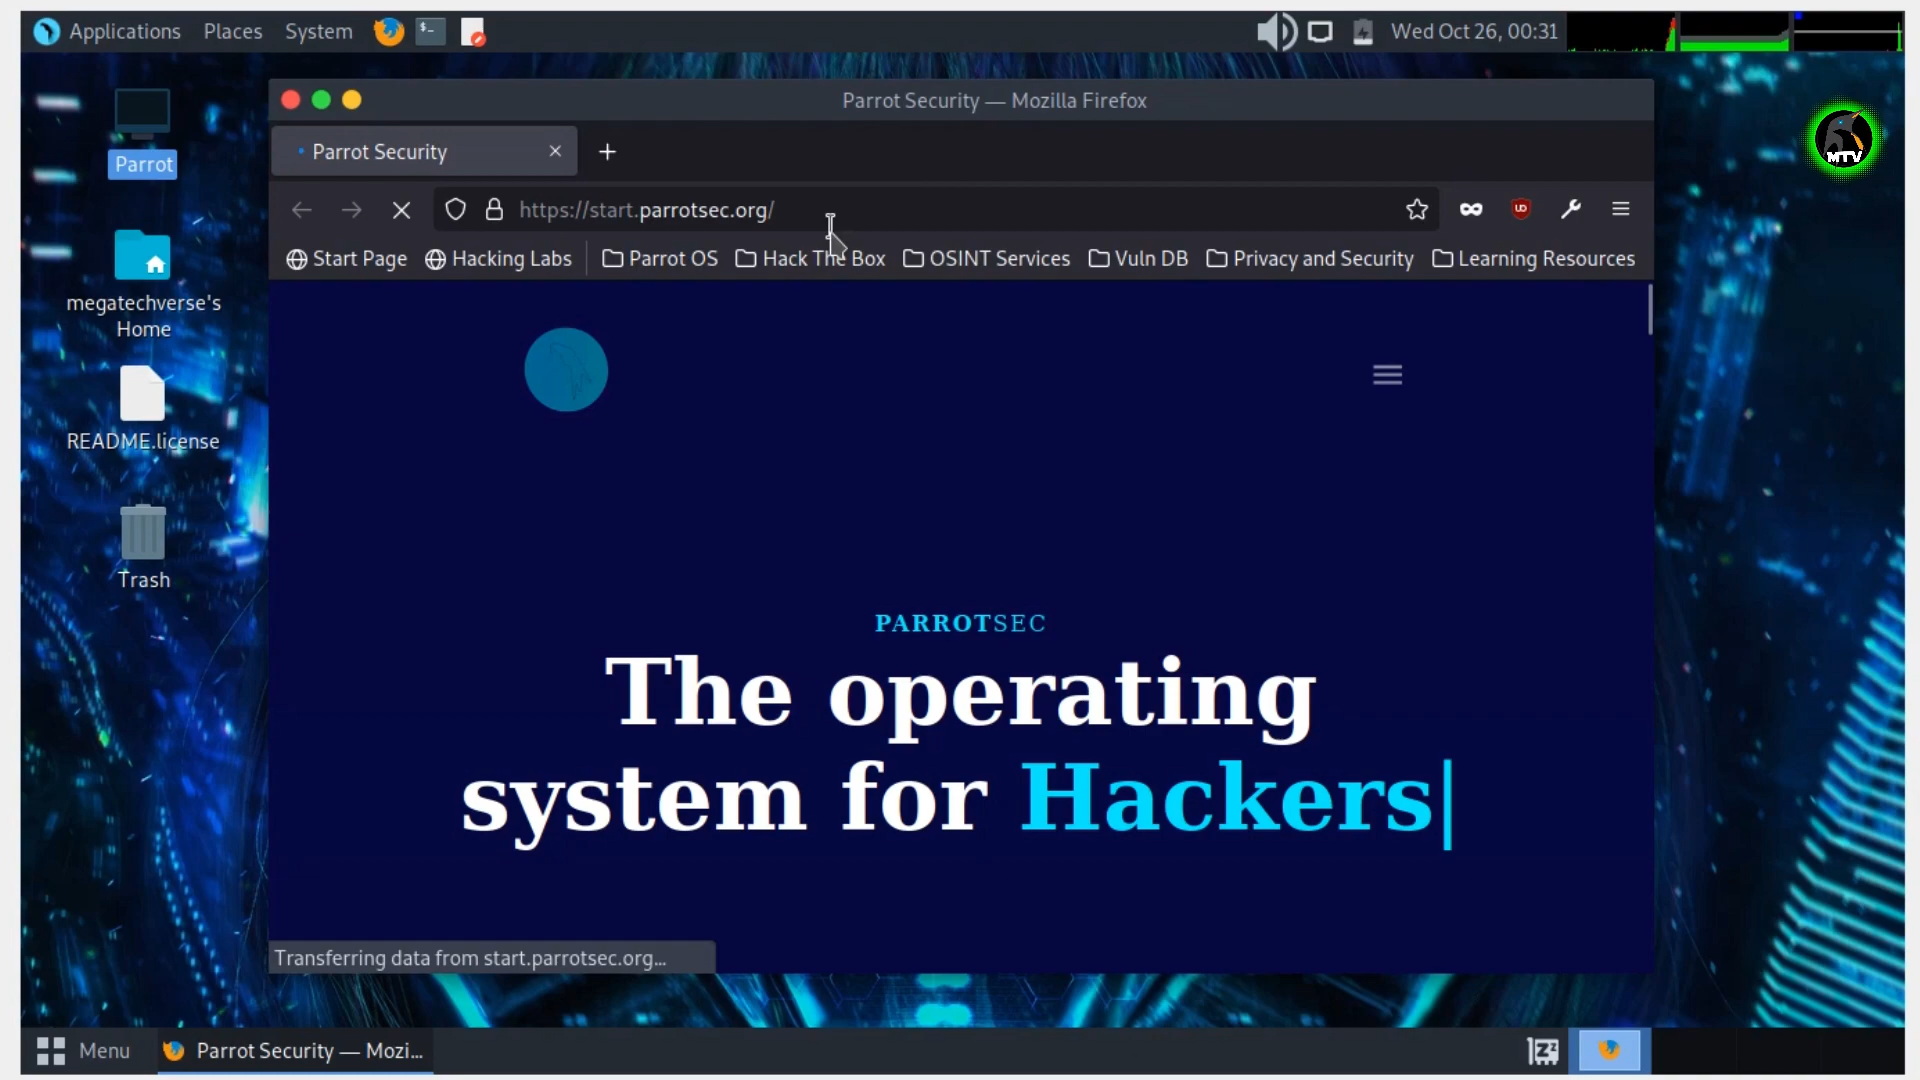 Applications Places System
Wed Oct 26, 00:31
Parrot Security — Mozilla Firefox
Parrot Security
https://start.parrotsec.org/
Start Page Hacking Labs Parrot OS Hack The Box OSINT Services Vuln DB Privacy and Security Learning Resources
Parrot
megatechverse's
Home
README.license
Trash
MTV
PARROTSEC
The operating
system for Hackers
Transferring data from start.parrotsec.org...
Menu Parrot Security — Mozi...